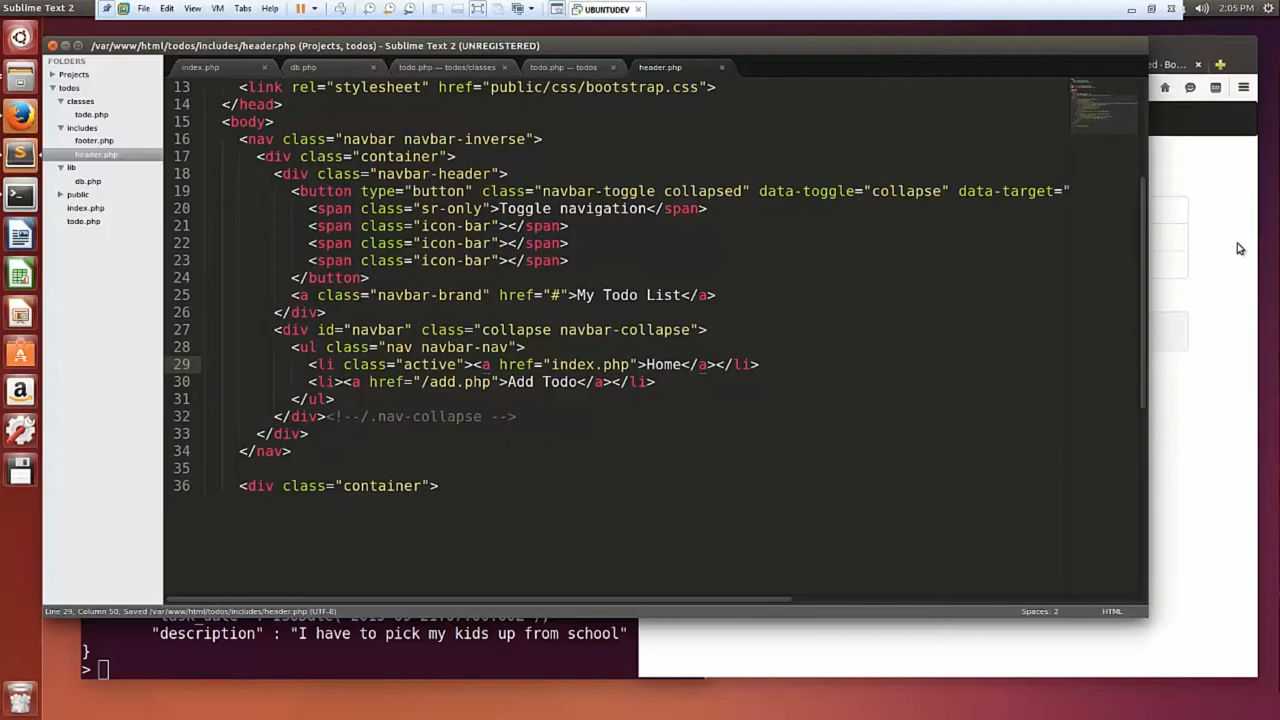 Sublime Text 2
File Edit View VM Tabs Help
UBUNTUDEV
2:05 PM
/var/www/html/todos/includes/header.php (Projects, todos) - Sublime Text 2 (UNREGISTERED)
FOLDERS
Projects
todos
classes
todo.php
includes
footer.php
header.php
lib
db.php
public
index.php
todo.php
index.php
db.php
todo.php — todos/classes
todo.php — todos
header.php
ed - Bo...
13 <link rel="stylesheet" href="public/css/bootstrap.css">
14 </head>
15 <body>
16 <nav class="navbar navbar-inverse">
17 <div class="container">
18 <div class="navbar-header">
19 <button type="button" class="navbar-toggle collapsed" data-toggle="collapse" data-target="
20 <span class="sr-only">Toggle navigation</span>
21 <span class="icon-bar"></span>
22 <span class="icon-bar"></span>
23 <span class="icon-bar"></span>
24 </button>
25 <a class="navbar-brand" href="#">My Todo List</a>
26 </div>
27 <div id="navbar" class="collapse navbar-collapse">
28 <ul class="nav navbar-nav">
29 <li class="active"><a href="index.php">Home</a></li>
30 <li><a href="/add.php">Add Todo</a></li>
31 </ul>
32 </div><!--/.nav-collapse -->
33 </div>
34 </nav>
35
36 <div class="container">
Line 29, Column 50; Saved /var/www/html/todos/includes/header.php (UTF-8)
Spaces: 2
HTML
"description" : "I have to pick my kids up from school"
}
>